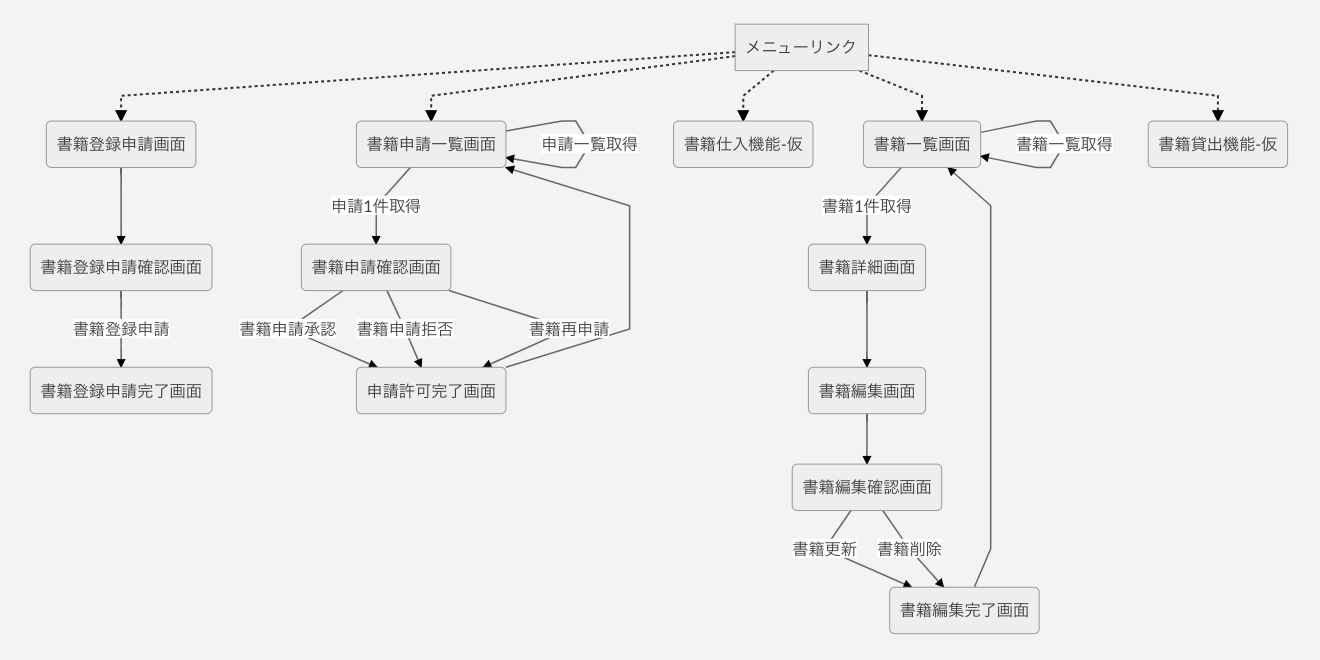 メニューリンク
書籍登録申請画面
書籍申請一覧画面
申請一覧取得
書籍仕入機能-仮
書籍一覧画面
書籍一覧取得
書籍貸出機能-仮
申請1件取得
書籍1件取得
書籍登録申請確認画面
書籍申請確認画面
書籍詳細画面
書籍登録申請
書籍申請承認
書籍申請拒否
書籍再申請
書籍登録申請完了画面
申請許可完了画面
書籍編集画面
書籍編集確認画面
書籍更新
書籍削除
書籍編集完了画面